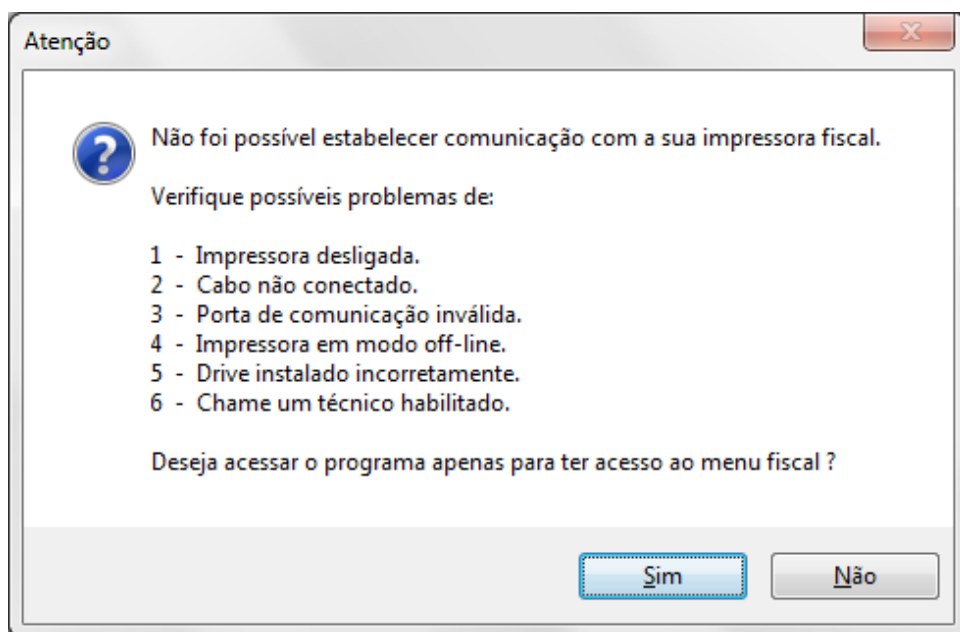 Atenção
Não foi possível estabelecer comunicação com a sua impressora fiscal.
Verifique possíveis problemas de:
1 - Impressora desligada.
2 - Cabo não conectado.
3 - Porta de comunicação inválida.
4 - Impressora em modo off-line.
5 - Drive instalado incorretamente.
6 - Chame um técnico habilitado.
Deseja acessar o programa apenas para ter acesso ao menu fiscal ?
Sim
Não